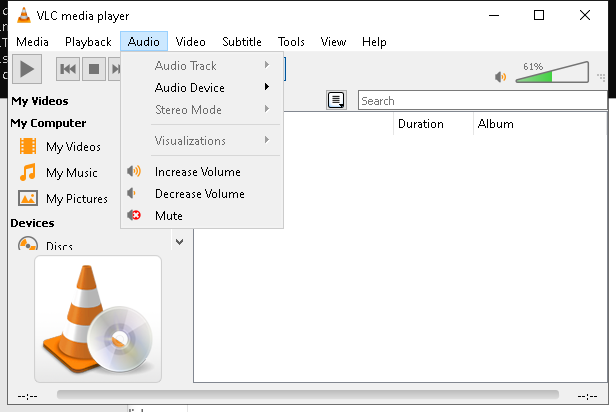 VLC media player
Media Playback Audio Video Subtitle Tools View Help
61%
Audio Track
Audio Device
Stereo Mode
Visualizations
Increase Volume
Decrease Volume
Mute
Search
Duration Album
My Videos
My Computer
My Videos
My Music
My Pictures
Devices
Discs
--:-- --:--